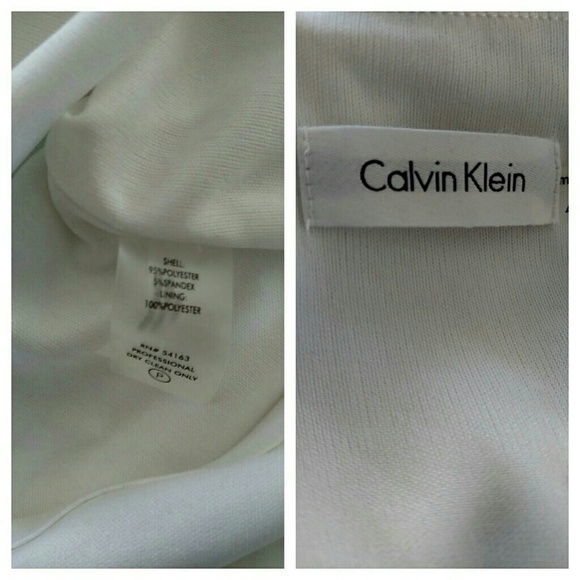 SHELL:
95%POLYESTER
5%SPANDEX
LINING:
100%POLYESTER
RN# 54163
PROFESSIONAL
DRY CLEAN ONLY
P
Calvin Klein